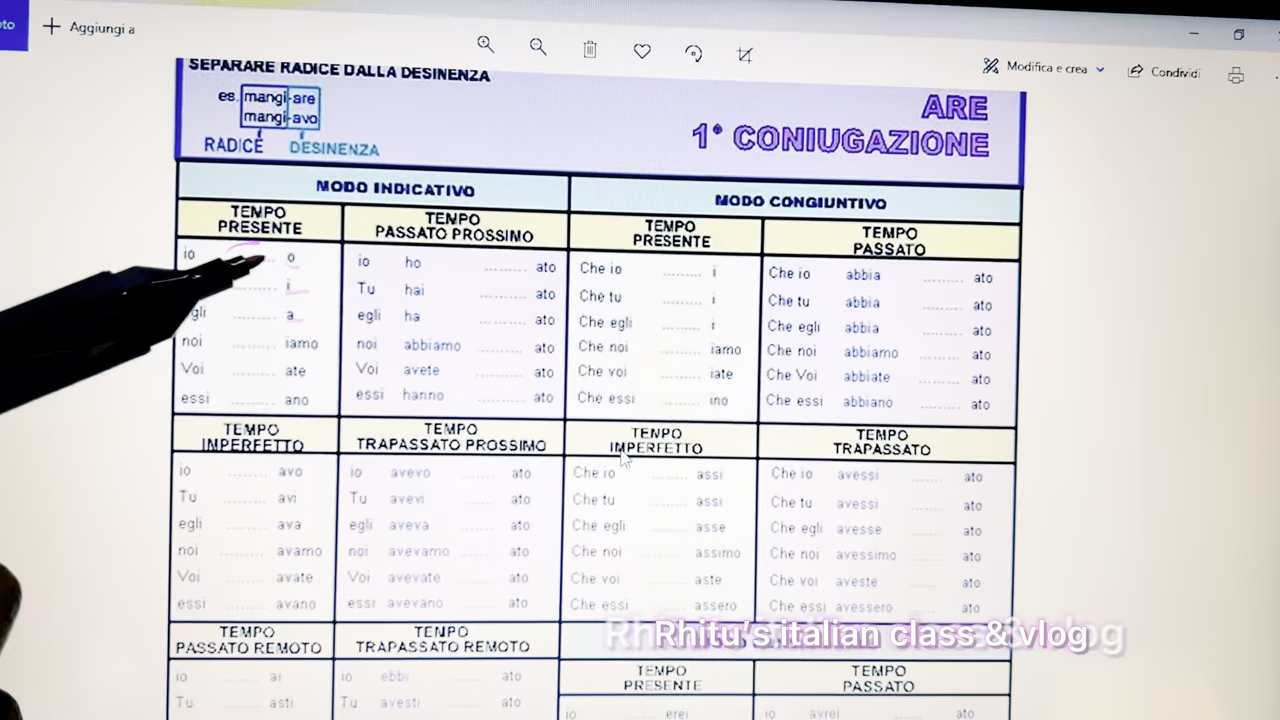 oto
Aggiungi a
Modifica e crea
Condividi
SEPARARE RADICE DALLA DESINENZA
es. mangi-are
mangi-avo
RADICE DESINENZA
ARE
1° CONIUGAZIONE
MODO INDICATIVO
MODO CONGIUNTIVO
TEMPO
PRESENTE
io ........ o
........ i
egli a
noi ........ iamo
Voi ........ ate
essi ........ ano
TEMPO
PASSATO PROSSIMO
io ho ........ ato
Tu hai ........ ato
egli ha ........ ato
noi abbiamo ........ ato
Voi avete ........ ato
essi hanno ........ ato
TEMPO
PRESENTE
Che io ........ i
Che tu ........ i
Che egli ........ i
Che noi ........ iamo
Che voi ........ iate
Che essi ........ ino
TEMPO
PASSATO
Che io abbia ........ ato
Che tu abbia ........ ato
Che egli abbia ........ ato
Che noi abbiamo ........ ato
Che Voi abbiate ........ ato
Che essi abbiano ........ ato
TEMPO
IMPERFETTO
io ........ avo
Tu ........ avi
egli ........ ava
noi ........ avamo
Voi ........ avate
essi ........ avano
TEMPO
TRAPASSATO PROSSIMO
io avevo ........ ato
Tu avevi ........ ato
egli aveva ........ ato
noi avevamo ........ ato
Voi avevate ........ ato
essi avevano ........ ato
TEMPO
IMPERFETTO
Che io ........ assi
Che tu ........ assi
Che egli ........ asse
Che noi ........ assimo
Che voi ........ aste
Che essi ........ assero
TEMPO
TRAPASSATO
Che io avessi ........ ato
Che tu avessi ........ ato
Che egli avesse ........ ato
Che noi avessimo ........ ato
Che voi aveste ........ ato
Che essi avessero ........ ato
Rhitu's italian class & vlog
TEMPO
PASSATO REMOTO
io ........ ai
Tu ........ asti
TEMPO
TRAPASSATO REMOTO
io ebbi ........ ato
Tu avesti ........ ato
TEMPO
PRESENTE
io ........ erei
TEMPO
PASSATO
io avrei ........ ato